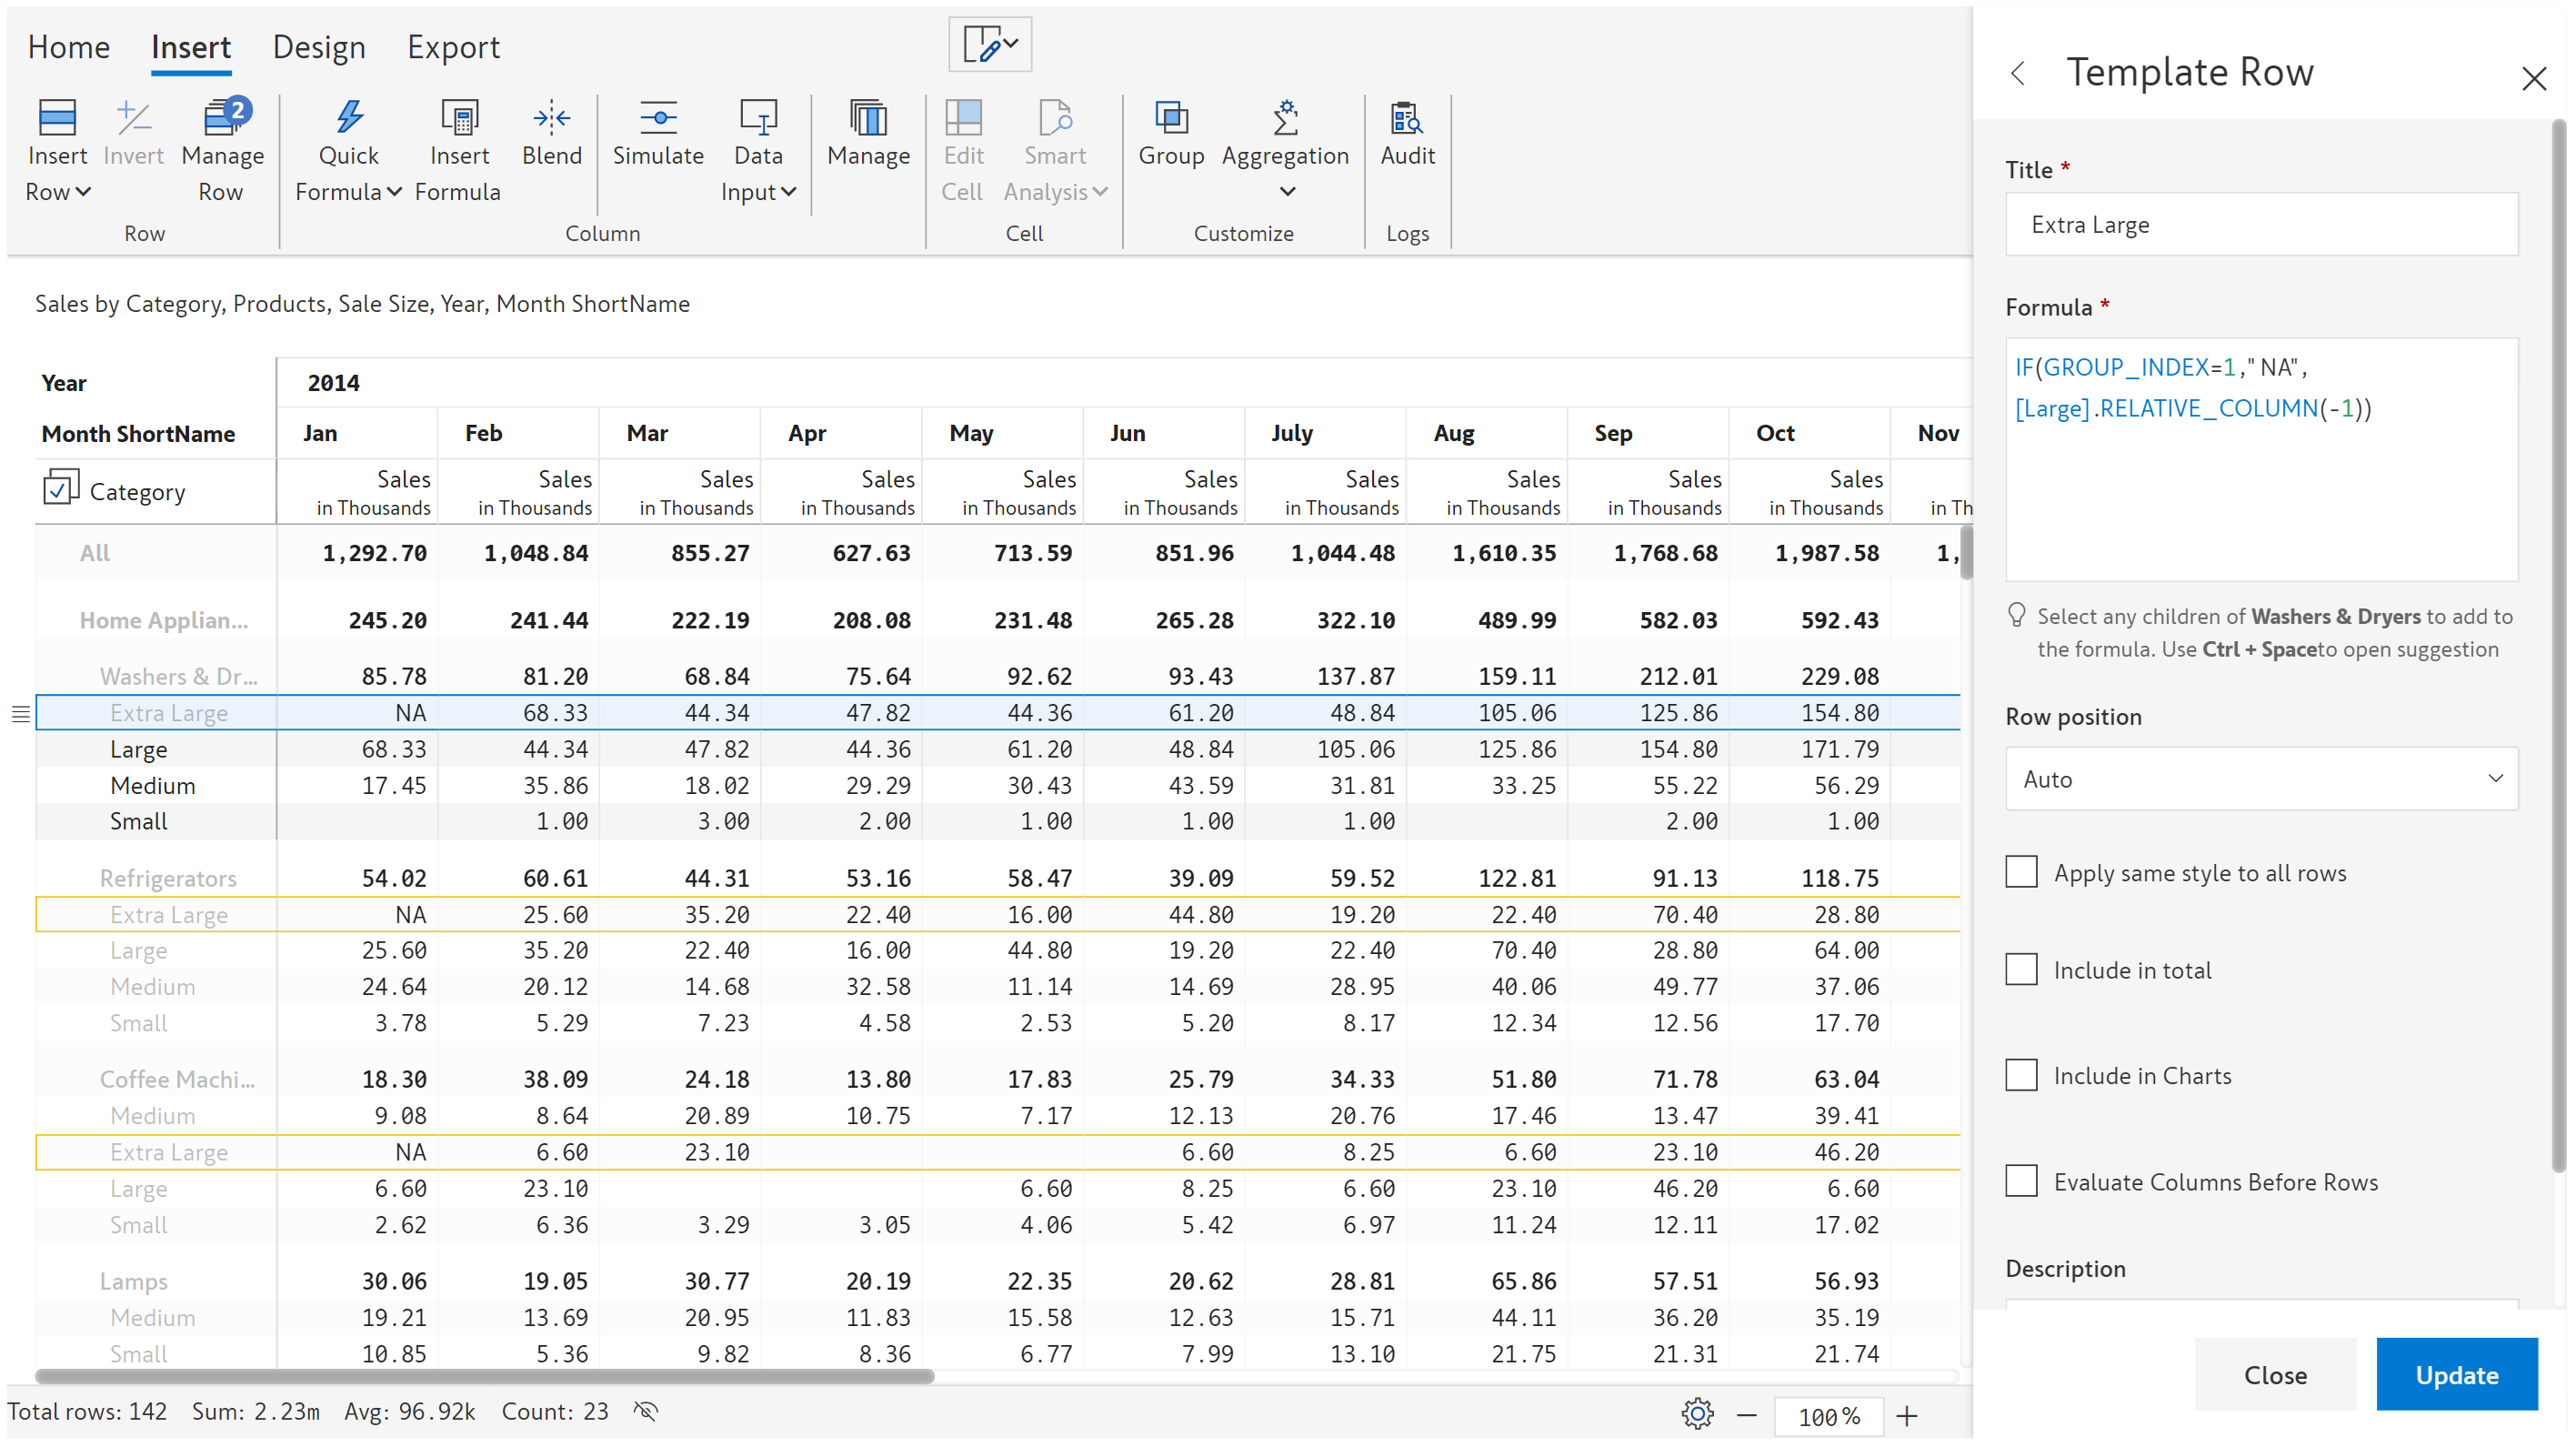 Home Insert Design Export
Insert Row
Invert
2
Manage Row
Quick Formula
Insert Formula
Blend
Simulate
Data Input
Manage
Edit Cell
Smart Analysis
Group
Aggregation
Audit
Row Column Cell Customize Logs
Sales by Category, Products, Sale Size, Year, Month ShortName
Year 2014
Month ShortName Jan Feb Mar Apr May Jun July Aug Sep Oct Nov
Category Sales Sales Sales Sales Sales Sales Sales Sales Sales Sales
in Thousands in Thousands in Thousands in Thousands in Thousands in Thousands in Thousands in Thousands in Thousands in Thousands in Th
All 1,292.70 1,048.84 855.27 627.63 713.59 851.96 1,044.48 1,610.35 1,768.68 1,987.58 1,
Home Applian... 245.20 241.44 222.19 208.08 231.48 265.28 322.10 489.99 582.03 592.43
Washers & Dr... 85.78 81.20 68.84 75.64 92.62 93.43 137.87 159.11 212.01 229.08
Extra Large NA 68.33 44.34 47.82 44.36 61.20 48.84 105.06 125.86 154.80
Large 68.33 44.34 47.82 44.36 61.20 48.84 105.06 125.86 154.80 171.79
Medium 17.45 35.86 18.02 29.29 30.43 43.59 31.81 33.25 55.22 56.29
Small 1.00 3.00 2.00 1.00 1.00 1.00 2.00 1.00
Refrigerators 54.02 60.61 44.31 53.16 58.47 39.09 59.52 122.81 91.13 118.75
Extra Large NA 25.60 35.20 22.40 16.00 44.80 19.20 22.40 70.40 28.80
Large 25.60 35.20 22.40 16.00 44.80 19.20 22.40 70.40 28.80 64.00
Medium 24.64 20.12 14.68 32.58 11.14 14.69 28.95 40.06 49.77 37.06
Small 3.78 5.29 7.23 4.58 2.53 5.20 8.17 12.34 12.56 17.70
Coffee Machi... 18.30 38.09 24.18 13.80 17.83 25.79 34.33 51.80 71.78 63.04
Medium 9.08 8.64 20.89 10.75 7.17 12.13 20.76 17.46 13.47 39.41
Extra Large NA 6.60 23.10 6.60 8.25 6.60 23.10 46.20
Large 6.60 23.10 6.60 8.25 6.60 23.10 46.20 6.60
Small 2.62 6.36 3.29 3.05 4.06 5.42 6.97 11.24 12.11 17.02
Lamps 30.06 19.05 30.77 20.19 22.35 20.62 28.81 65.86 57.51 56.93
Medium 19.21 13.69 20.95 11.83 15.58 12.63 15.71 44.11 36.20 35.19
Small 10.85 5.36 9.82 8.36 6.77 7.99 13.10 21.75 21.31 21.74
Total rows: 142 Sum: 2.23m Avg: 96.92k Count: 23
100 %
Template Row
Title *
Extra Large
Formula *
IF(GROUP_INDEX=1," NA",
[Large].RELATIVE_COLUMN(-1))
Select any children of Washers & Dryers to add to
the formula. Use Ctrl + Spaceto open suggestion
Row position
Auto
Apply same style to all rows
Include in total
Include in Charts
Evaluate Columns Before Rows
Description
Close Update